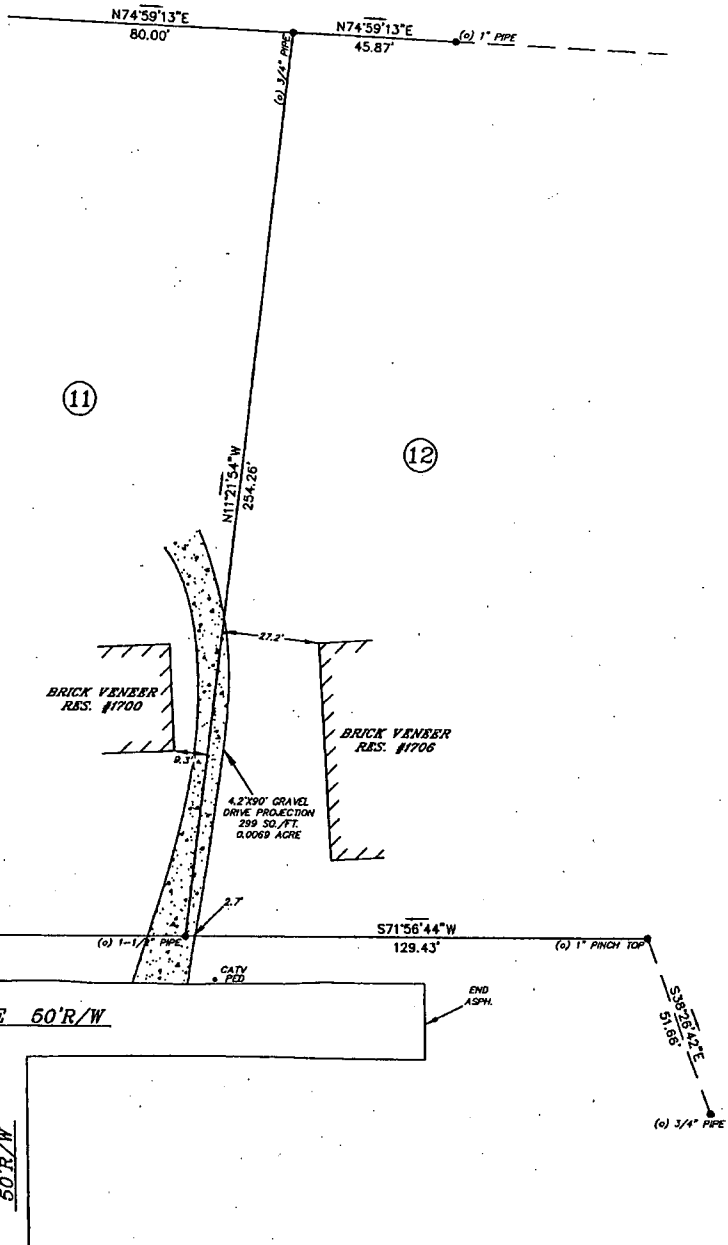 N74°59'13"E
80.00'
N74°59'13"E
45.87'
(o) 1" PIPE
(o) 3/4" PIPE
11
12
N11°21'54"W
254.26'
27.2'
BRICK VENEER
RES. #1700
BRICK VENEER
RES. #1706
9.3'
4.2'X90' GRAVEL
DRIVE PROJECTION
299 SQ./FT.
0.0069 ACRE
2.7'
(o) 1-1/2" PIPE
S71°56'44"W
129.43'
(o) 1" PINCH TOP
CATV
PED
END
ASPH.
S38°26'42"E
51.66'
E 50'R/W
(o) 3/4" PIPE
50'R/W